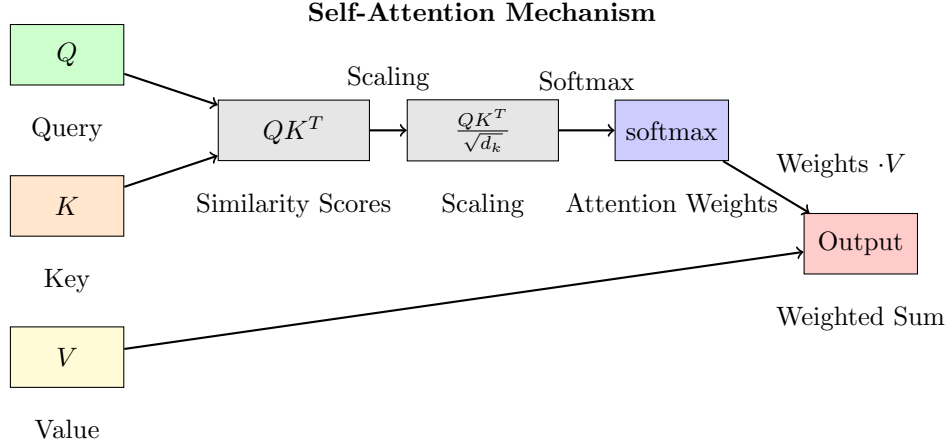 Self-Attention Mechanism
Q
Query
K
Key
V
Value
QK^T
Similarity Scores
Scaling
QK^T / √d_k
Scaling
Softmax
softmax
Attention Weights
Weights ·V
Output
Weighted Sum